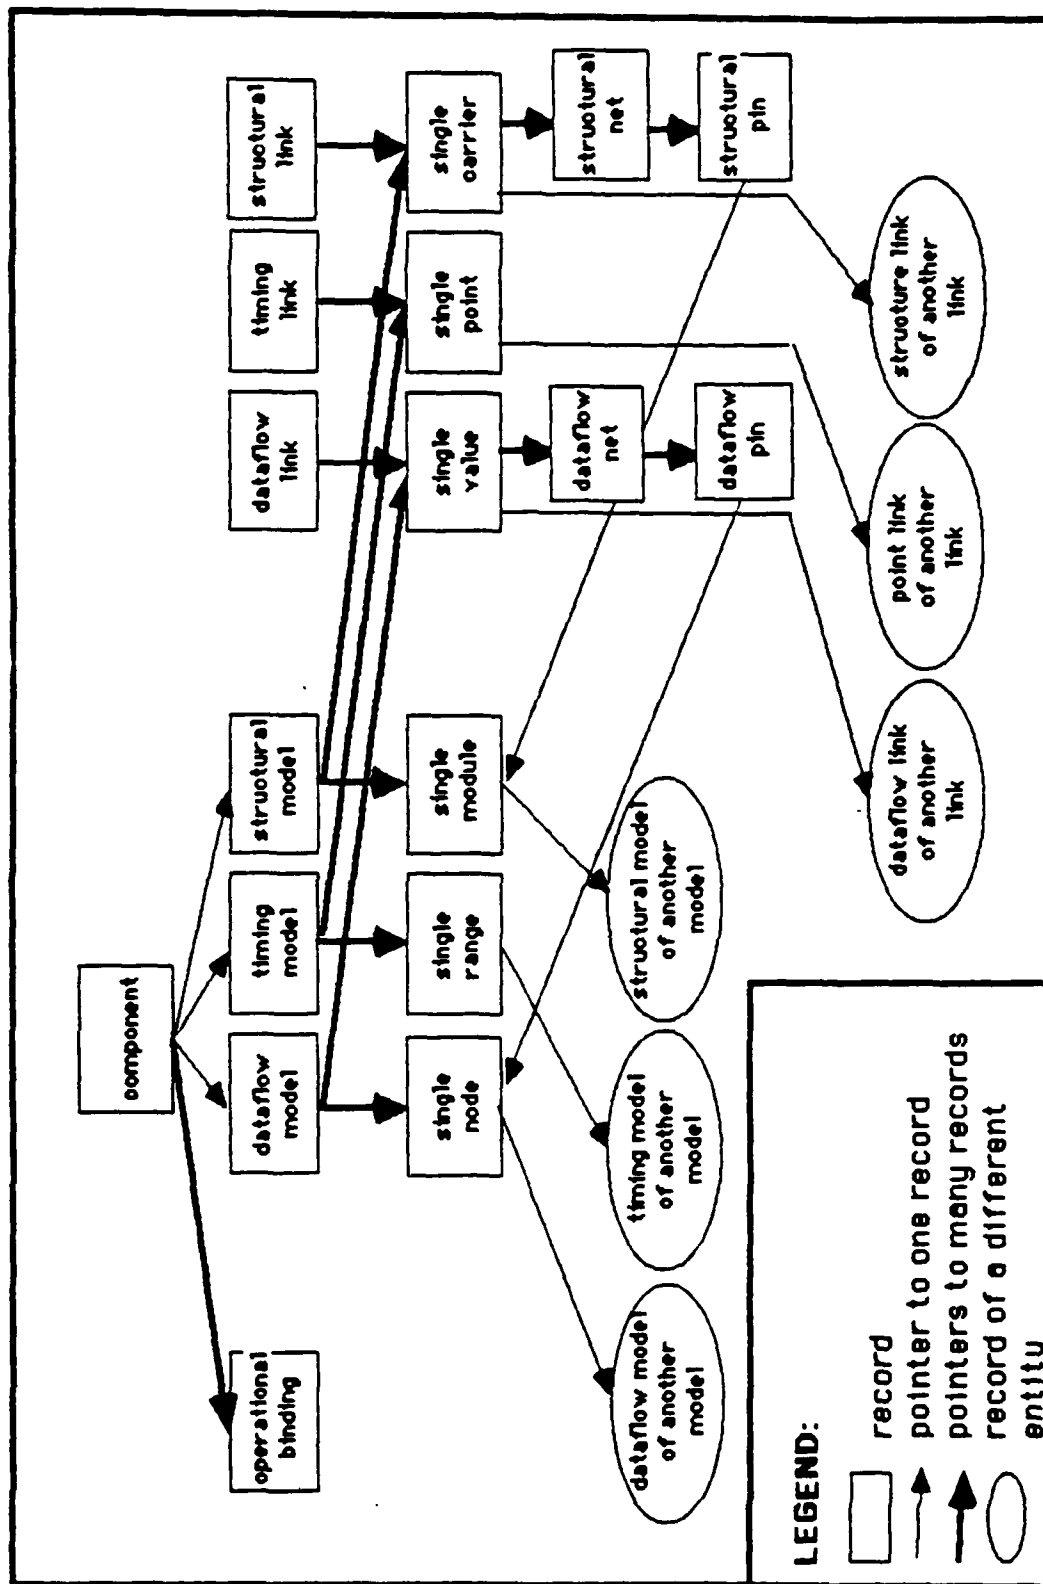 component
operational
binding
dataflow
model
timing
model
structural
model
dataflow
link
timing
link
structural
link
single
node
single
range
single
module
single
value
single
point
single
carrier
dataflow
net
structural
net
dataflow
pin
structural
pin
dataflow model
of another
model
timing model
of another
model
structural model
of another
model
dataflow link
of another
link
point link
of another
link
structure link
of another
link
LEGEND:
record
pointer to one record
pointers to many records
record of a different
entity